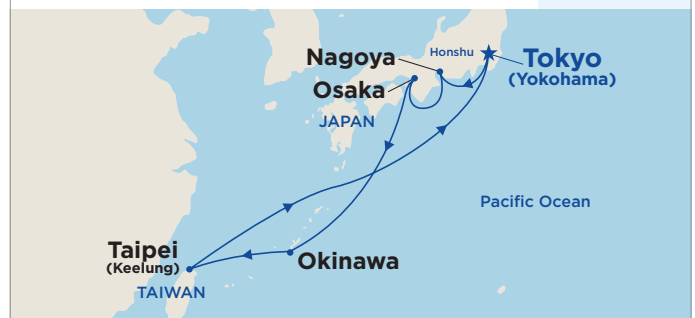 Nagoya
Honshu
Tokyo
(Yokohama)
Osaka
JAPAN
Pacific Ocean
Taipei
(Keelung)
Okinawa
TAIWAN